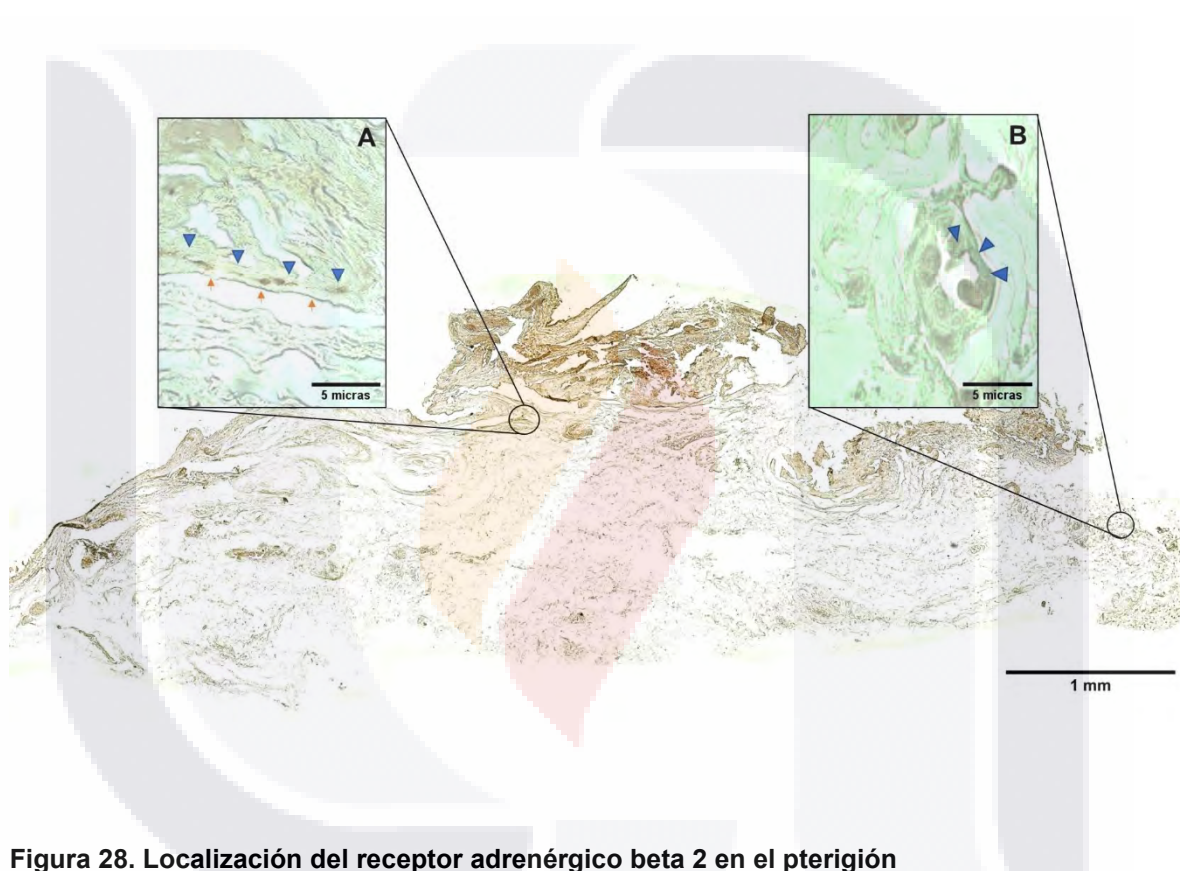 A
B
5 micras
5 micras
1 mm
Figura 28. Localización del receptor adrenérgico beta 2 en el pterigión